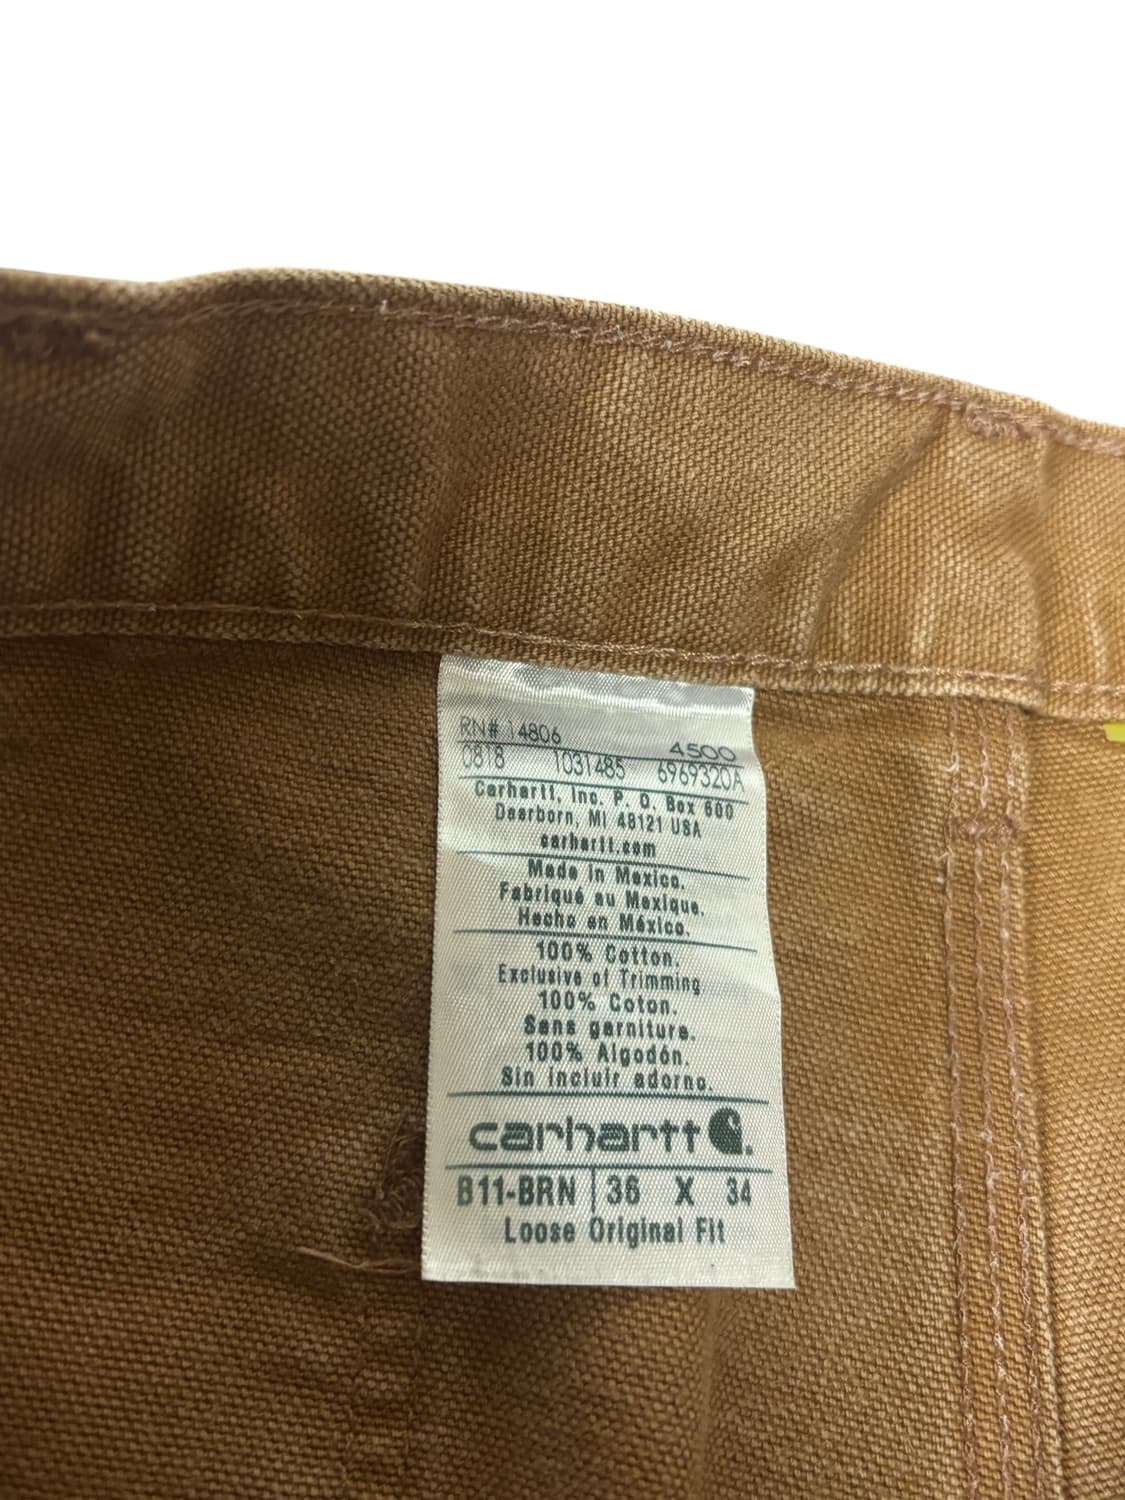 RN# 14806 4500
0818 1031485 6969320A
Carhartt, Inc. P. O. Box 600
Dearborn, MI 48121 USA
carhartt.com
Made in Mexico.
Fabriqué au Mexique.
Hecho en México.
100% Cotton.
Exclusive of Trimming
100% Coton.
Sans garniture.
100% Algodón.
Sin incluir adorno.
carhartt
B11-BRN 36 X 34
Loose Original Fit